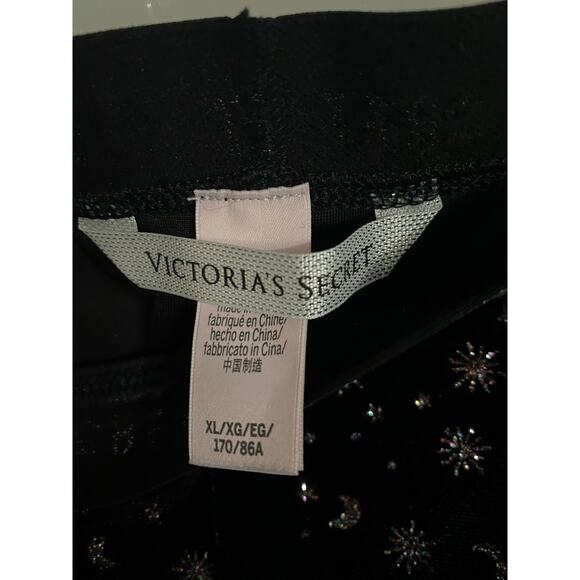 VICTORIA'S SECRET
made in
fabriqué en Chine/
hecho en China/
fabbricato in Cina/
中国制造
XL/XG/EG/
170/86A